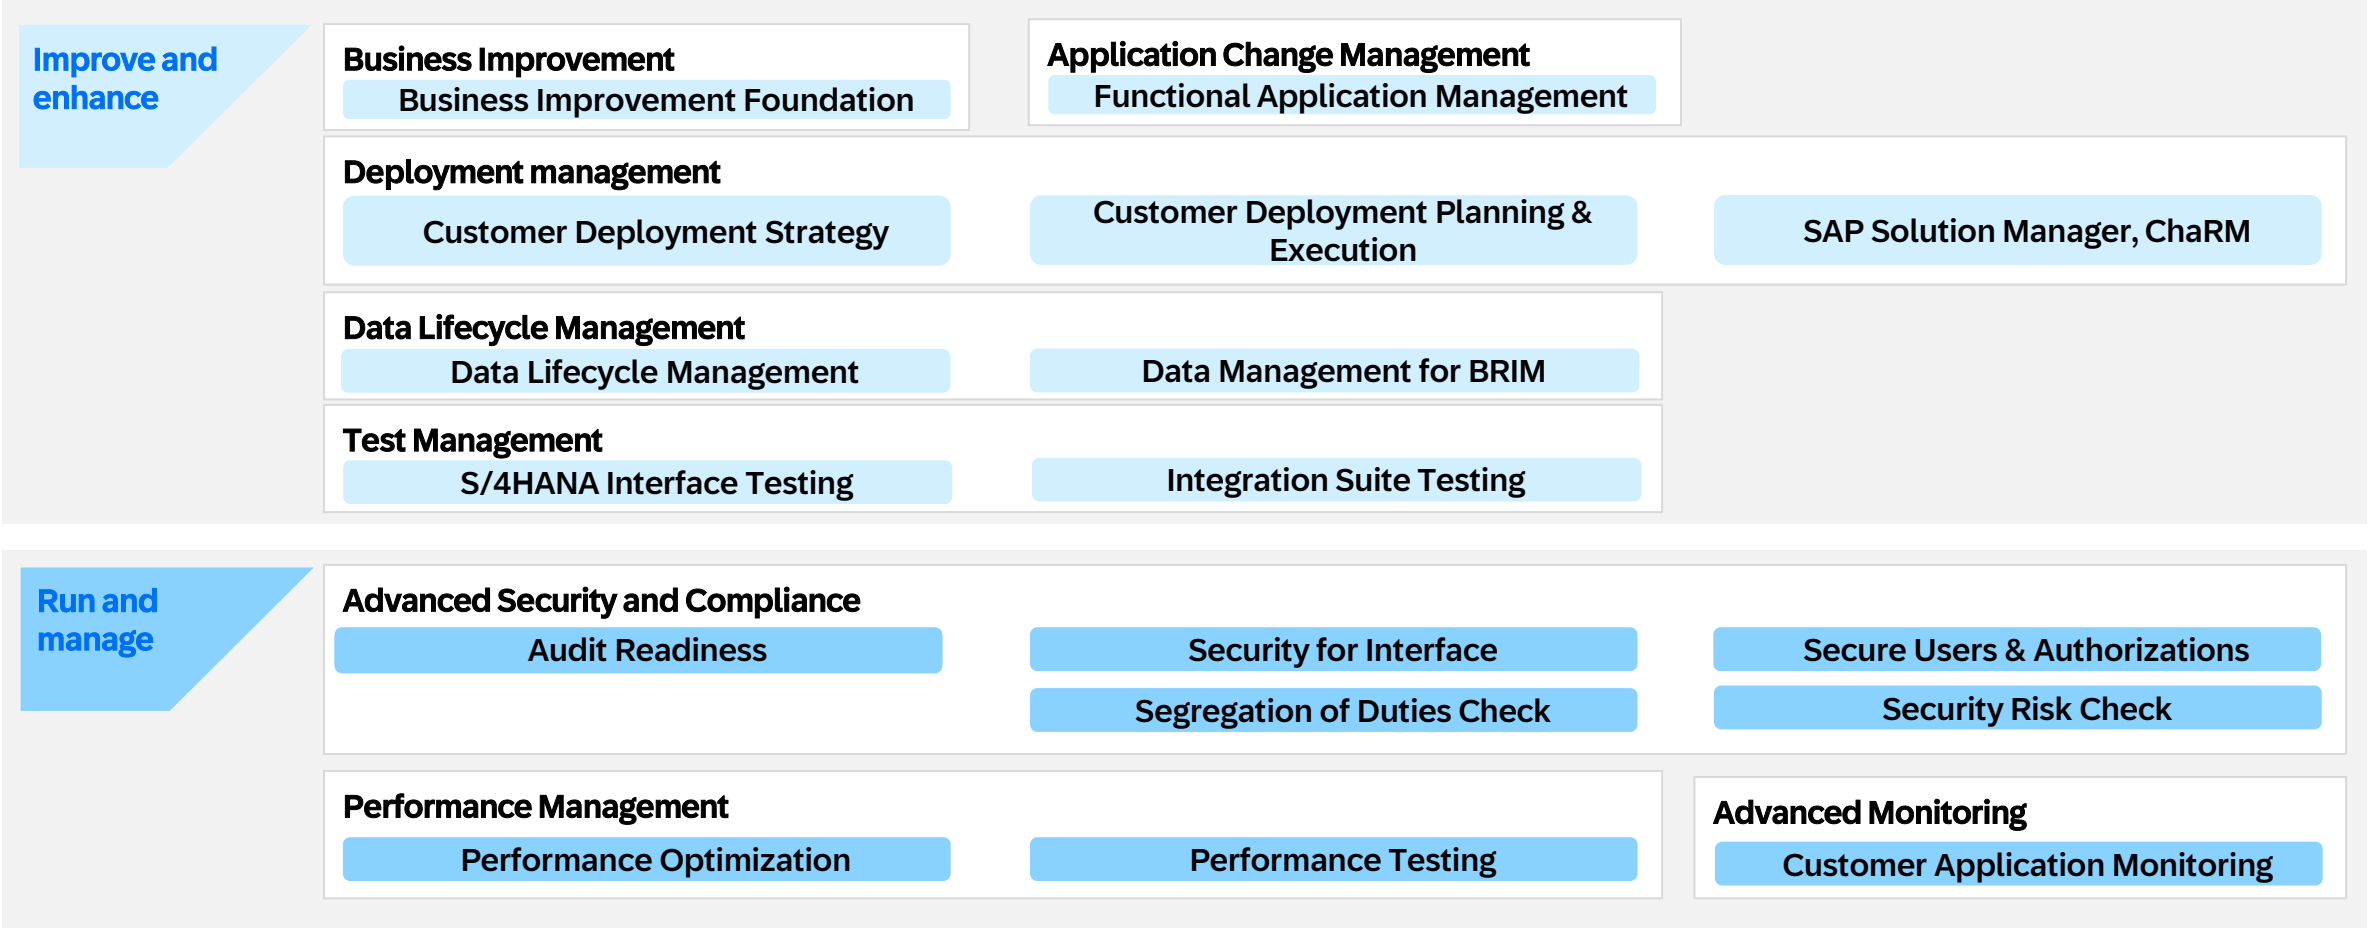 Improve and
enhance
Business Improvement
Business Improvement Foundation
Application Change Management
Functional Application Management
Deployment management
Customer Deployment Strategy
Customer Deployment Planning &
Execution
SAP Solution Manager, ChaRM
Data Lifecycle Management
Data Lifecycle Management
Data Management for BRIM
Test Management
S/4HANA Interface Testing
Integration Suite Testing
Run and
manage
Advanced Security and Compliance
Audit Readiness
Security for Interface
Secure Users & Authorizations
Segregation of Duties Check
Security Risk Check
Performance Management
Performance Optimization
Performance Testing
Advanced Monitoring
Customer Application Monitoring